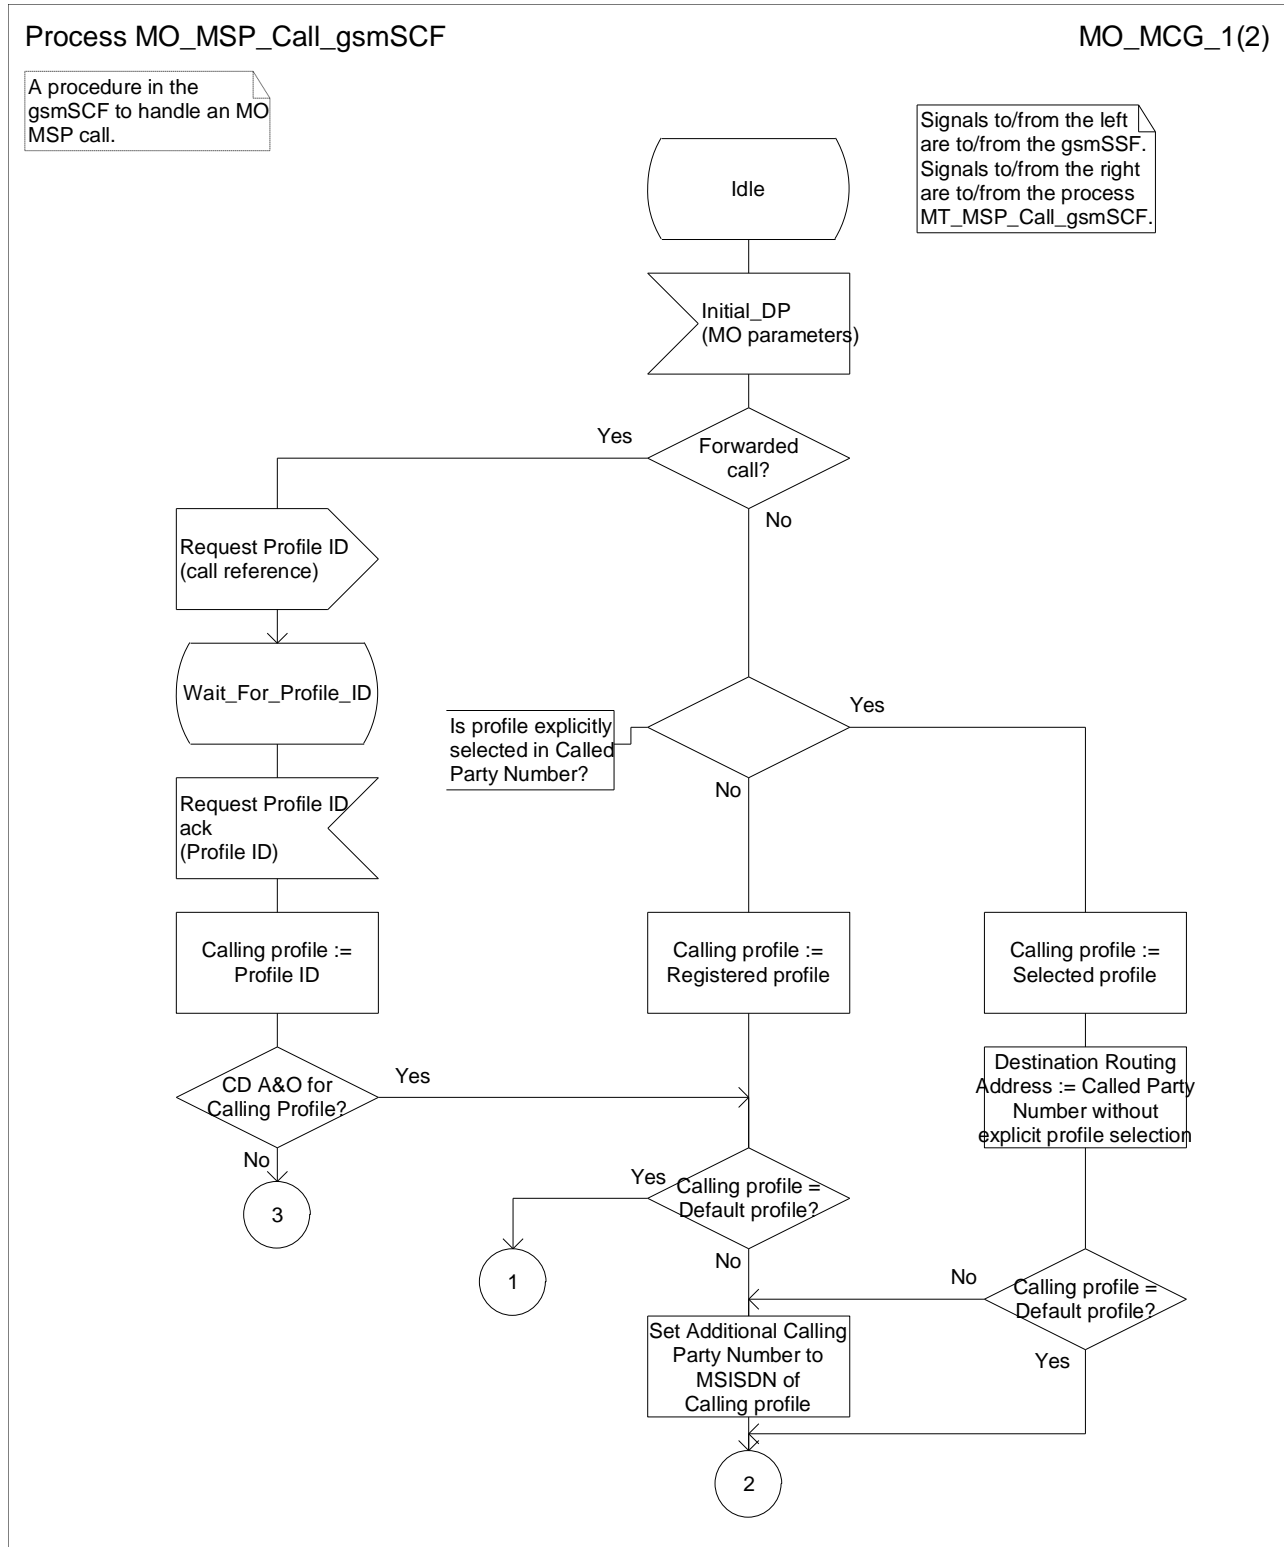 Process MO_MSP_Call_gsmSCF
MO_MCG_1(2)
A procedure in the
gsmSCF to handle an MO
MSP call.
Signals to/from the left
are to/from the gsmSSF.
Signals to/from the right
are to/from the process
MT_MSP_Call_gsmSCF.
Idle
Initial_DP
(MO parameters)
Forwarded
call?
Yes
No
Request Profile ID
(call reference)
Wait_For_Profile_ID
Is profile explicitly
selected in Called
Party Number?
Yes
No
Request Profile ID
ack
(Profile ID)
Calling profile :=
Profile ID
Calling profile :=
Registered profile
Calling profile :=
Selected profile
CD A&O for
Calling Profile?
Yes
No
3
Destination Routing
Address := Called Party
Number without
explicit profile selection
Calling profile =
Default profile?
Yes
No
1
Calling profile =
Default profile?
No
Yes
Set Additional Calling
Party Number to
MSISDN of
Calling profile
2